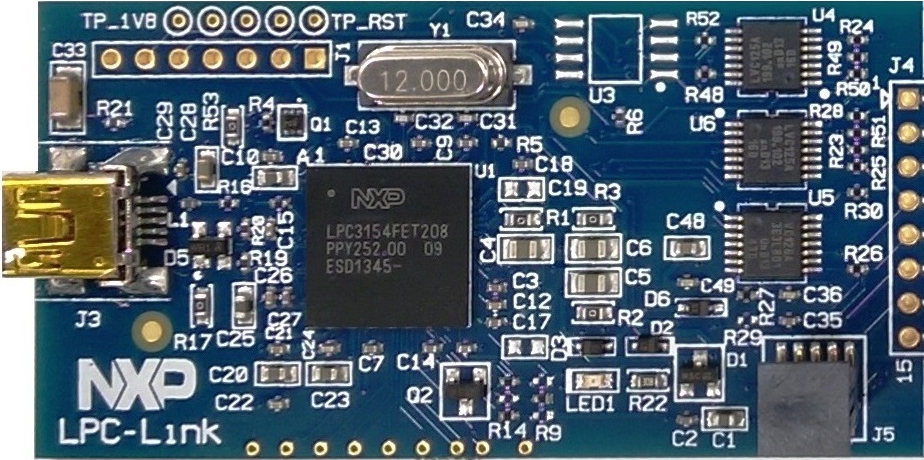 TP_1V8
TP_RST
J1
Y1
C34
U3
R52
U4
R24
C33
R21
C29
C28
R53
R4
Q1
12.000
R48
R49
R50
J4
1
C13
C32
C31
C9
R6
U6
R28
R51
C10
A1
C30
U1
R5
C18
C19
R23
R25
R16
L1
D5
R20
R19
C15
NXP
LPC3154FET208
PPY252.00 09
ESD1345-
R1
R3
C4
C6
C48
U5
R30
R26
C26
C5
C3
C12
C17
R2
D6
C49
R27
R29
C36
C35
J3
R17
C25
C27
C21
C24
C7
C14
D3
D2
D1
NXP
LPC-Link
C20
C22
C23
Q2
R14
R9
LED1
R22
C2
C1
J5
15